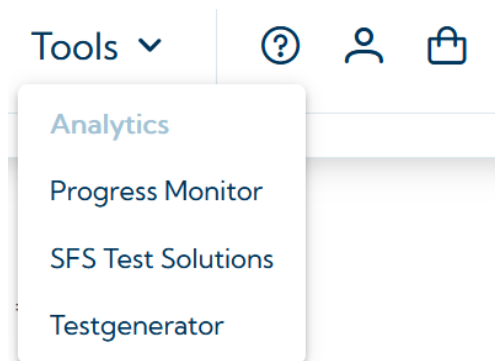 Tools
Analytics
Progress Monitor
SFS Test Solutions
Testgenerator